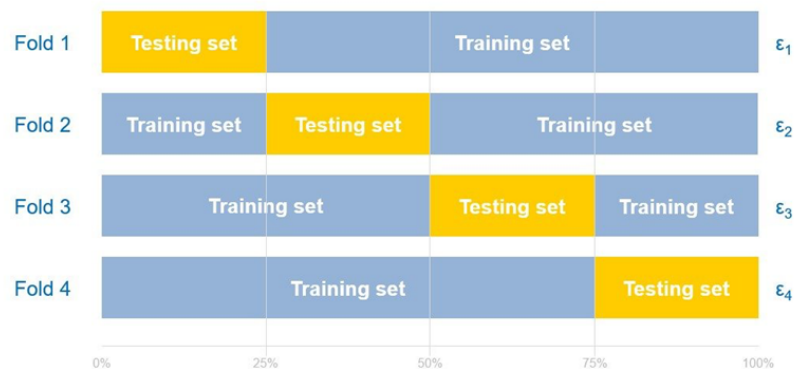 Fold 1 Testing set Training set ε₁
Fold 2 Training set Testing set Training set ε₂
Fold 3 Training set Testing set Training set ε₃
Fold 4 Training set Testing set ε₄
0% 25% 50% 75% 100%